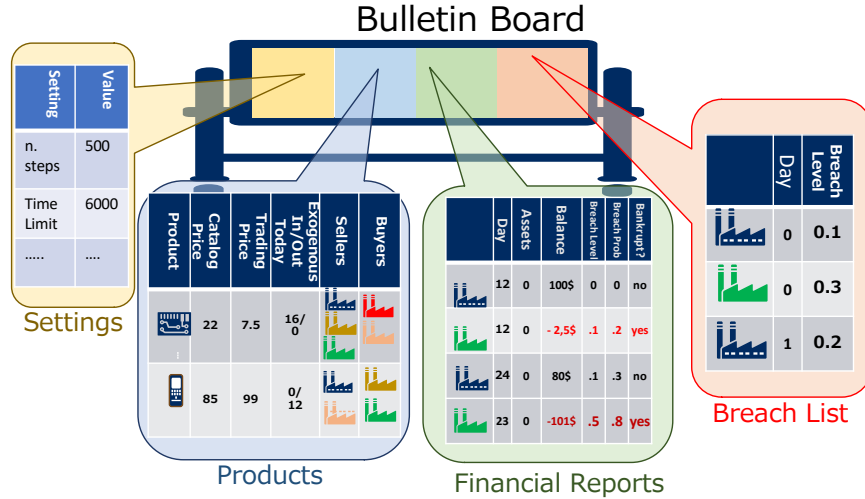 Bulletin Board
Setting Value
n. steps 500
Time Limit 6000
..... ....
Settings
Product Catalog Price Trading Price Exogenous In/Out Today Sellers Buyers
22 7.5 16/0
85 99 0/12
Products
Day Assets Balance Breach Level Breach Prob Bankrupt?
12 0 100$ 0 0 no
12 0 - 2,5$ .1 .2 yes
24 0 80$ .1 .3 no
23 0 -101$ .5 .8 yes
Financial Reports
Day Breach Level
0 0.1
0 0.3
1 0.2
Breach List